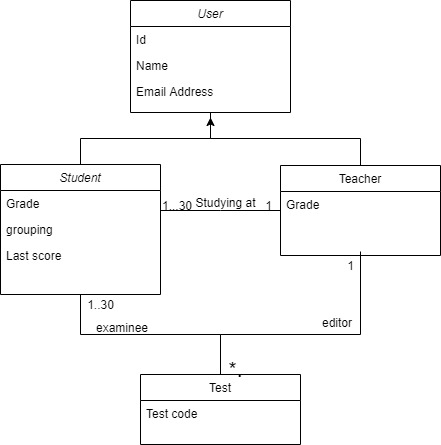 User
Id
Name
Email Address
Student
Grade
grouping
Last score
1...30
Studying at
1
Teacher
Grade
1..30
examinee
1
editor
*.
Test
Test code